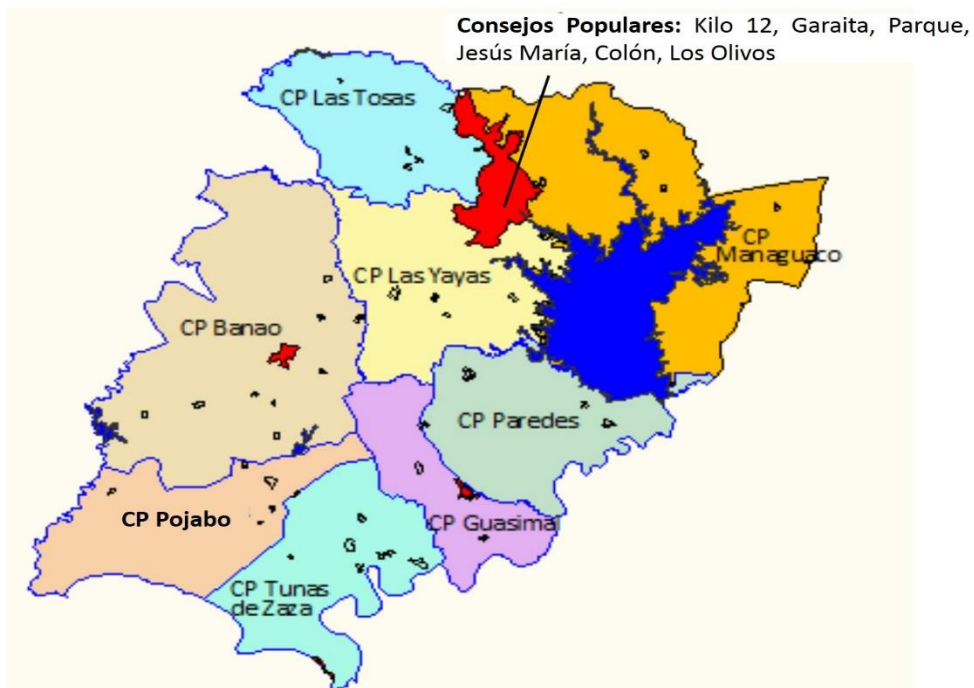 Consejos Populares: Kilo 12, Garaita, Parque,
Jesús María, Colón, Los Olivos
CP Las Tosas
CP
Managuaco
CP Las Yayas
CP Banao
CP Paredes
CP Pojabo
CP Guasimal
CP Tunas
de Zaza